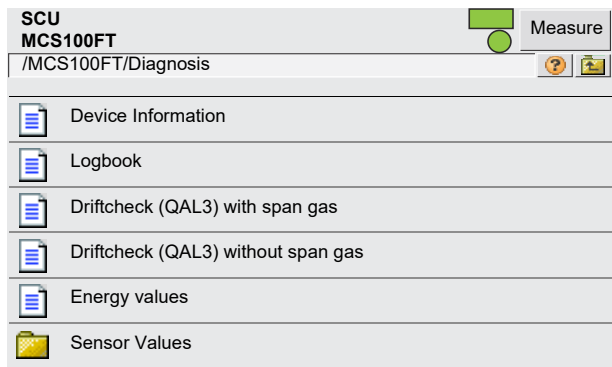 SCU
MCS100FT
Measure
/MCS100FT/Diagnosis
?
Device Information
Logbook
Driftcheck (QAL3) with span gas
Driftcheck (QAL3) without span gas
Energy values
Sensor Values